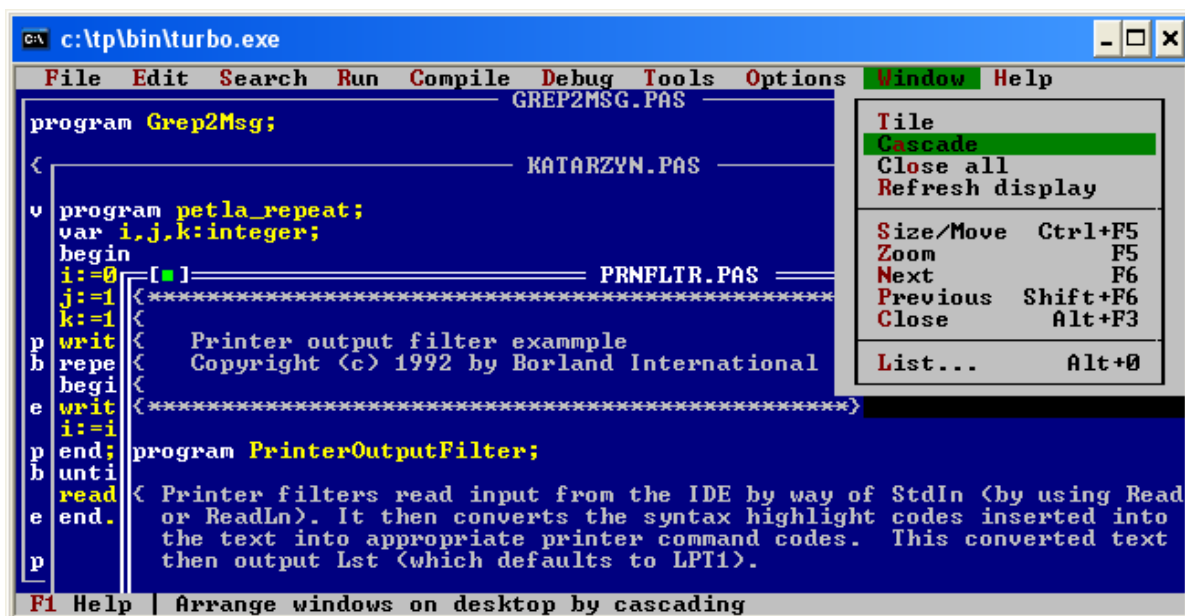 c:\tp\bin\turbo.exe
File Edit Search Run Compile Debug Tools Options Window Help
GREP2MSG.PAS
program Grep2Msg;
{
KATARZYN.PAS
v program petla_repeat;
var i,j,k:integer;
begin
i:=0
j:=1
k:=1
p writ
b repe
begi
e writ
i:=i
p end;
b unti
read
e end.
p
[■] PRNFLTR.PAS
{***********************************************
{
{ Printer output filter exammple
{ Copyright (c) 1992 by Borland International
{
{************************************************}
program PrinterOutputFilter;
{ Printer filters read input from the IDE by way of StdIn (by using Read
or ReadLn). It then converts the syntax highlight codes inserted into
the text into appropriate printer command codes. This converted text
then output Lst (which defaults to LPT1).
Tile
Cascade
Close all
Refresh display
Size/Move Ctrl+F5
Zoom F5
Next F6
Previous Shift+F6
Close Alt+F3
List... Alt+0
F1 Help | Arrange windows on desktop by cascading